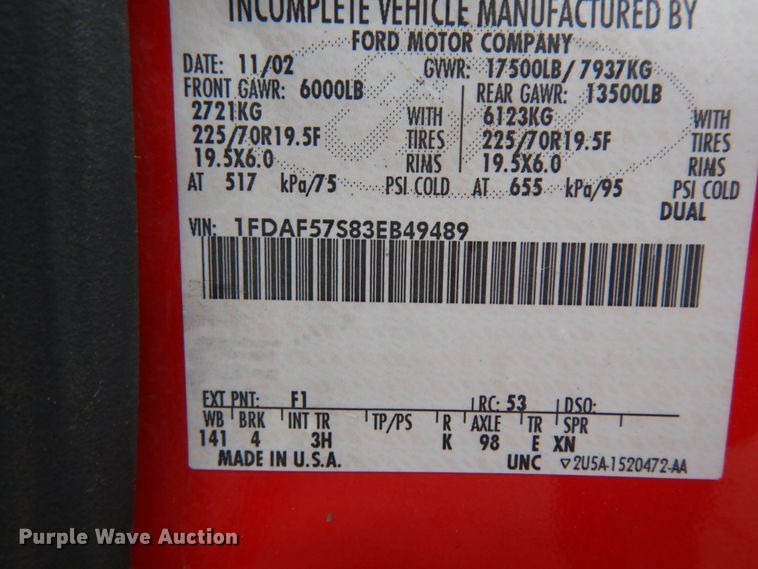 INCOMPLETE VEHICLE MANUFACTURED BY
FORD MOTOR COMPANY
DATE: 11/02 GVWR: 17500LB/ 7937KG
FRONT GAWR: 6000LB REAR GAWR: 13500LB
2721KG WITH 6123KG WITH
225/70R19.5F TIRES 225/70R19.5F TIRES
19.5X6.0 RIMS 19.5X6.0 RIMS
AT 517 kPa/75 PSI COLD AT 655 kPa/95 PSI COLD
DUAL
VIN: 1FDAF57S83EB49489
EXT PNT: F1 RC: 53 DSO:
WB BRK INT TR TP/PS R AXLE TR SPR
141 4 3H K 98 E XN
MADE IN U.S.A. UNC ▽2U5A-1520472-AA
Purple Wave Auction